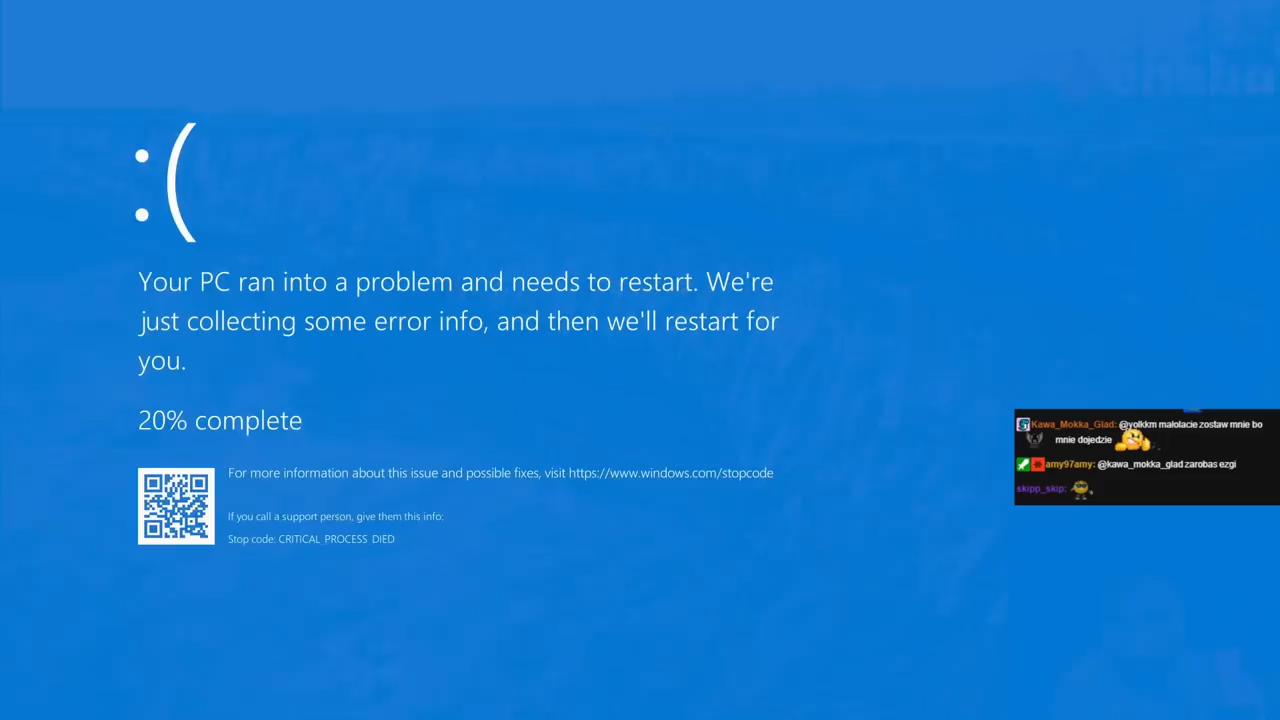 :(
Your PC ran into a problem and needs to restart. We're
just collecting some error info, and then we'll restart for
you.
20% complete
For more information about this issue and possible fixes, visit https://www.windows.com/stopcode
If you call a support person, give them this info:
Stop code: CRITICAL PROCESS DIED
Kawa_Mokka_Glad: @yolkkm małolacie zostaw mnie bo
mnie dojedzie
amy97amy: @kawa_mokka_glad zarobas ezgi
skipp_skip: